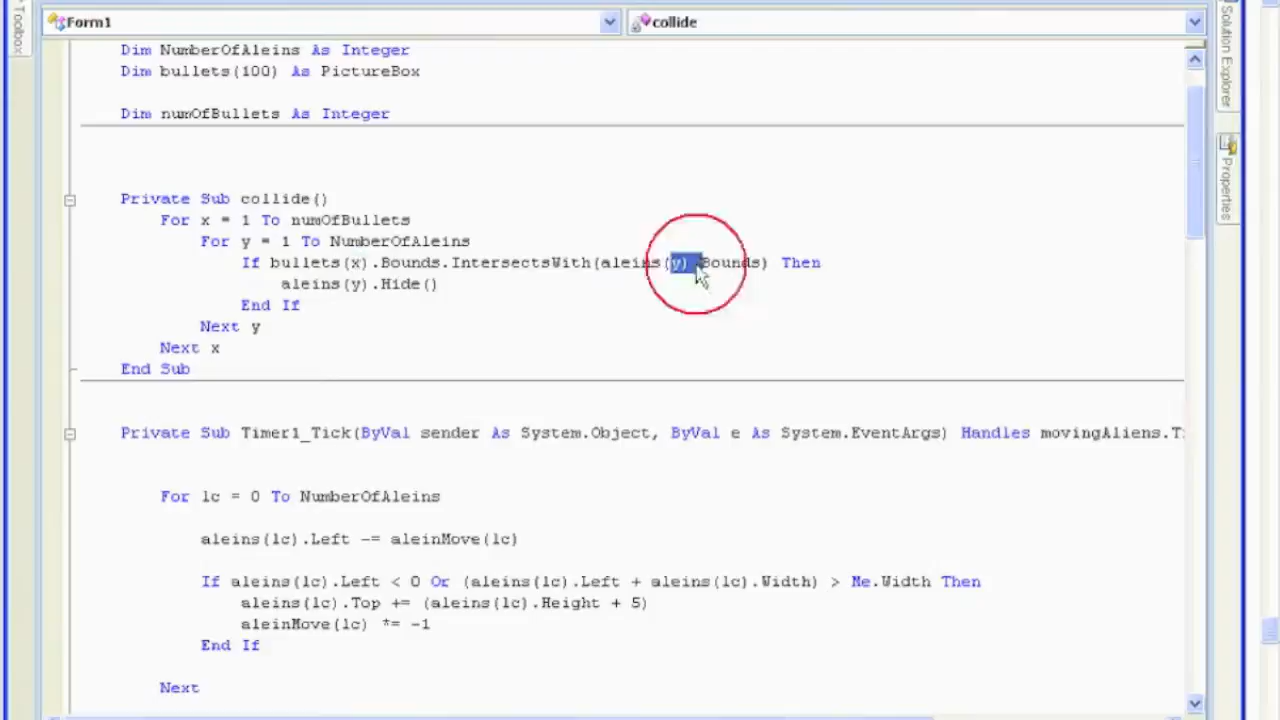 Toolbox
Form1
collide
Solution Explorer
Properties
Dim NumberOfAleins As Integer
Dim bullets(100) As PictureBox
Dim numOfBullets As Integer
Private Sub collide()
For x = 1 To numOfBullets
For y = 1 To NumberOfAleins
If bullets(x).Bounds.IntersectsWith(aleins(y).Bounds) Then
aleins(y).Hide()
End If
Next y
Next x
End Sub
Private Sub Timer1_Tick(ByVal sender As System.Object, ByVal e As System.EventArgs) Handles movingAliens.T
For lc = 0 To NumberOfAleins
aleins(lc).Left -= aleinMove(lc)
If aleins(lc).Left < 0 Or (aleins(lc).Left + aleins(lc).Width) > Me.Width Then
aleins(lc).Top += (aleins(lc).Height + 5)
aleinMove(lc) *= -1
End If
Next